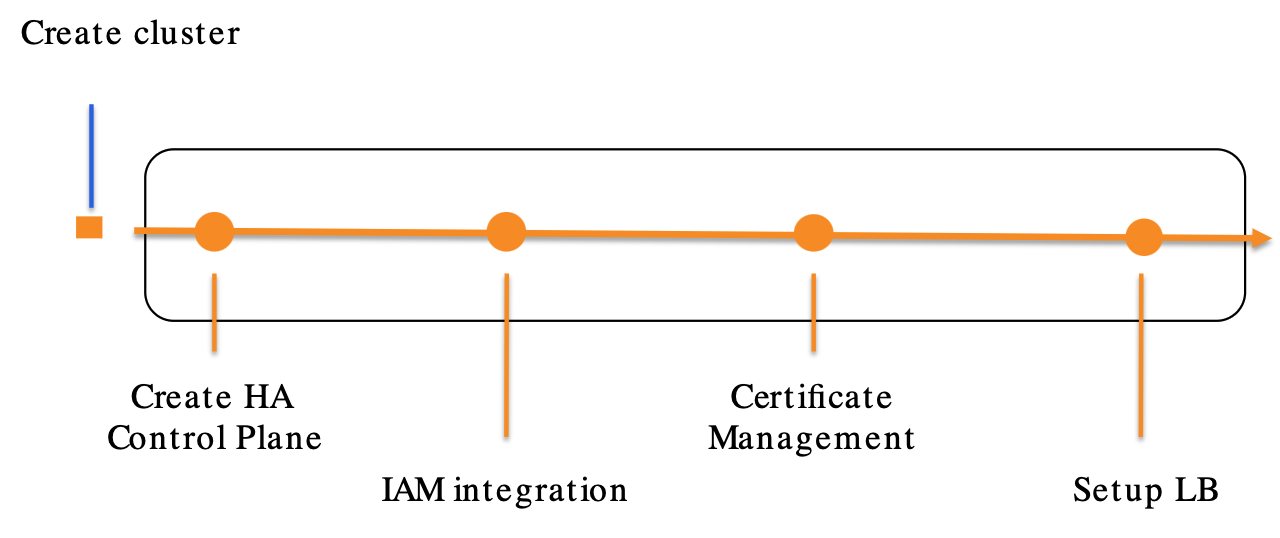 Create cluster
Create HA
Control Plane
IAM integration
Certificate
Management
Setup LB